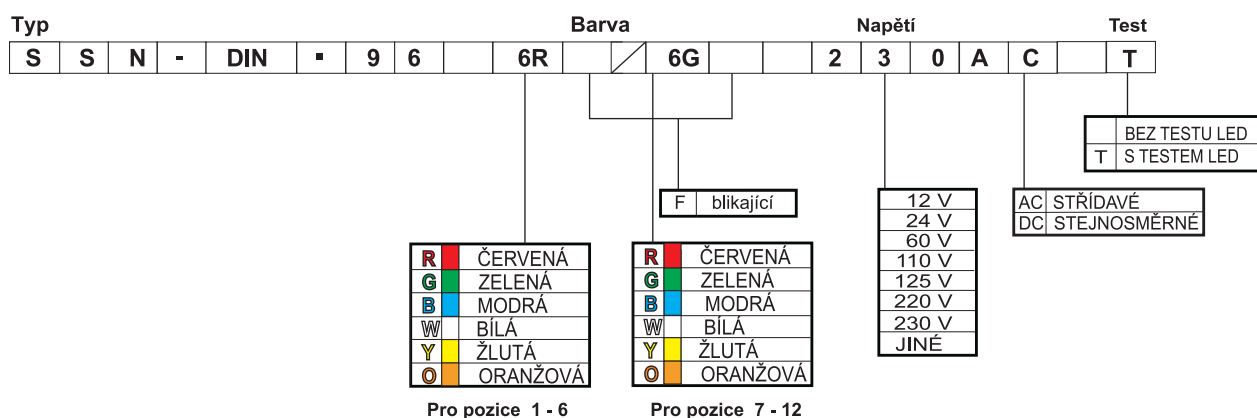 Typ Barva Napětí Test
S S N - DIN ▪ 9 6 6R / 6G 2 3 0 A C T
BEZ TESTU LED
T S TESTEM LED
F blikající
12 V
24 V
60 V
110 V
125 V
220 V
230 V
JINÉ
AC STŘÍDAVÉ
DC STEJNOSMĚRNÉ
R ČERVENÁ
G ZELENÁ
B MODRÁ
W BÍLÁ
Y ŽLUTÁ
O ORANŽOVÁ
Pro pozice 1 - 6
R ČERVENÁ
G ZELENÁ
B MODRÁ
W BÍLÁ
Y ŽLUTÁ
O ORANŽOVÁ
Pro pozice 7 - 12